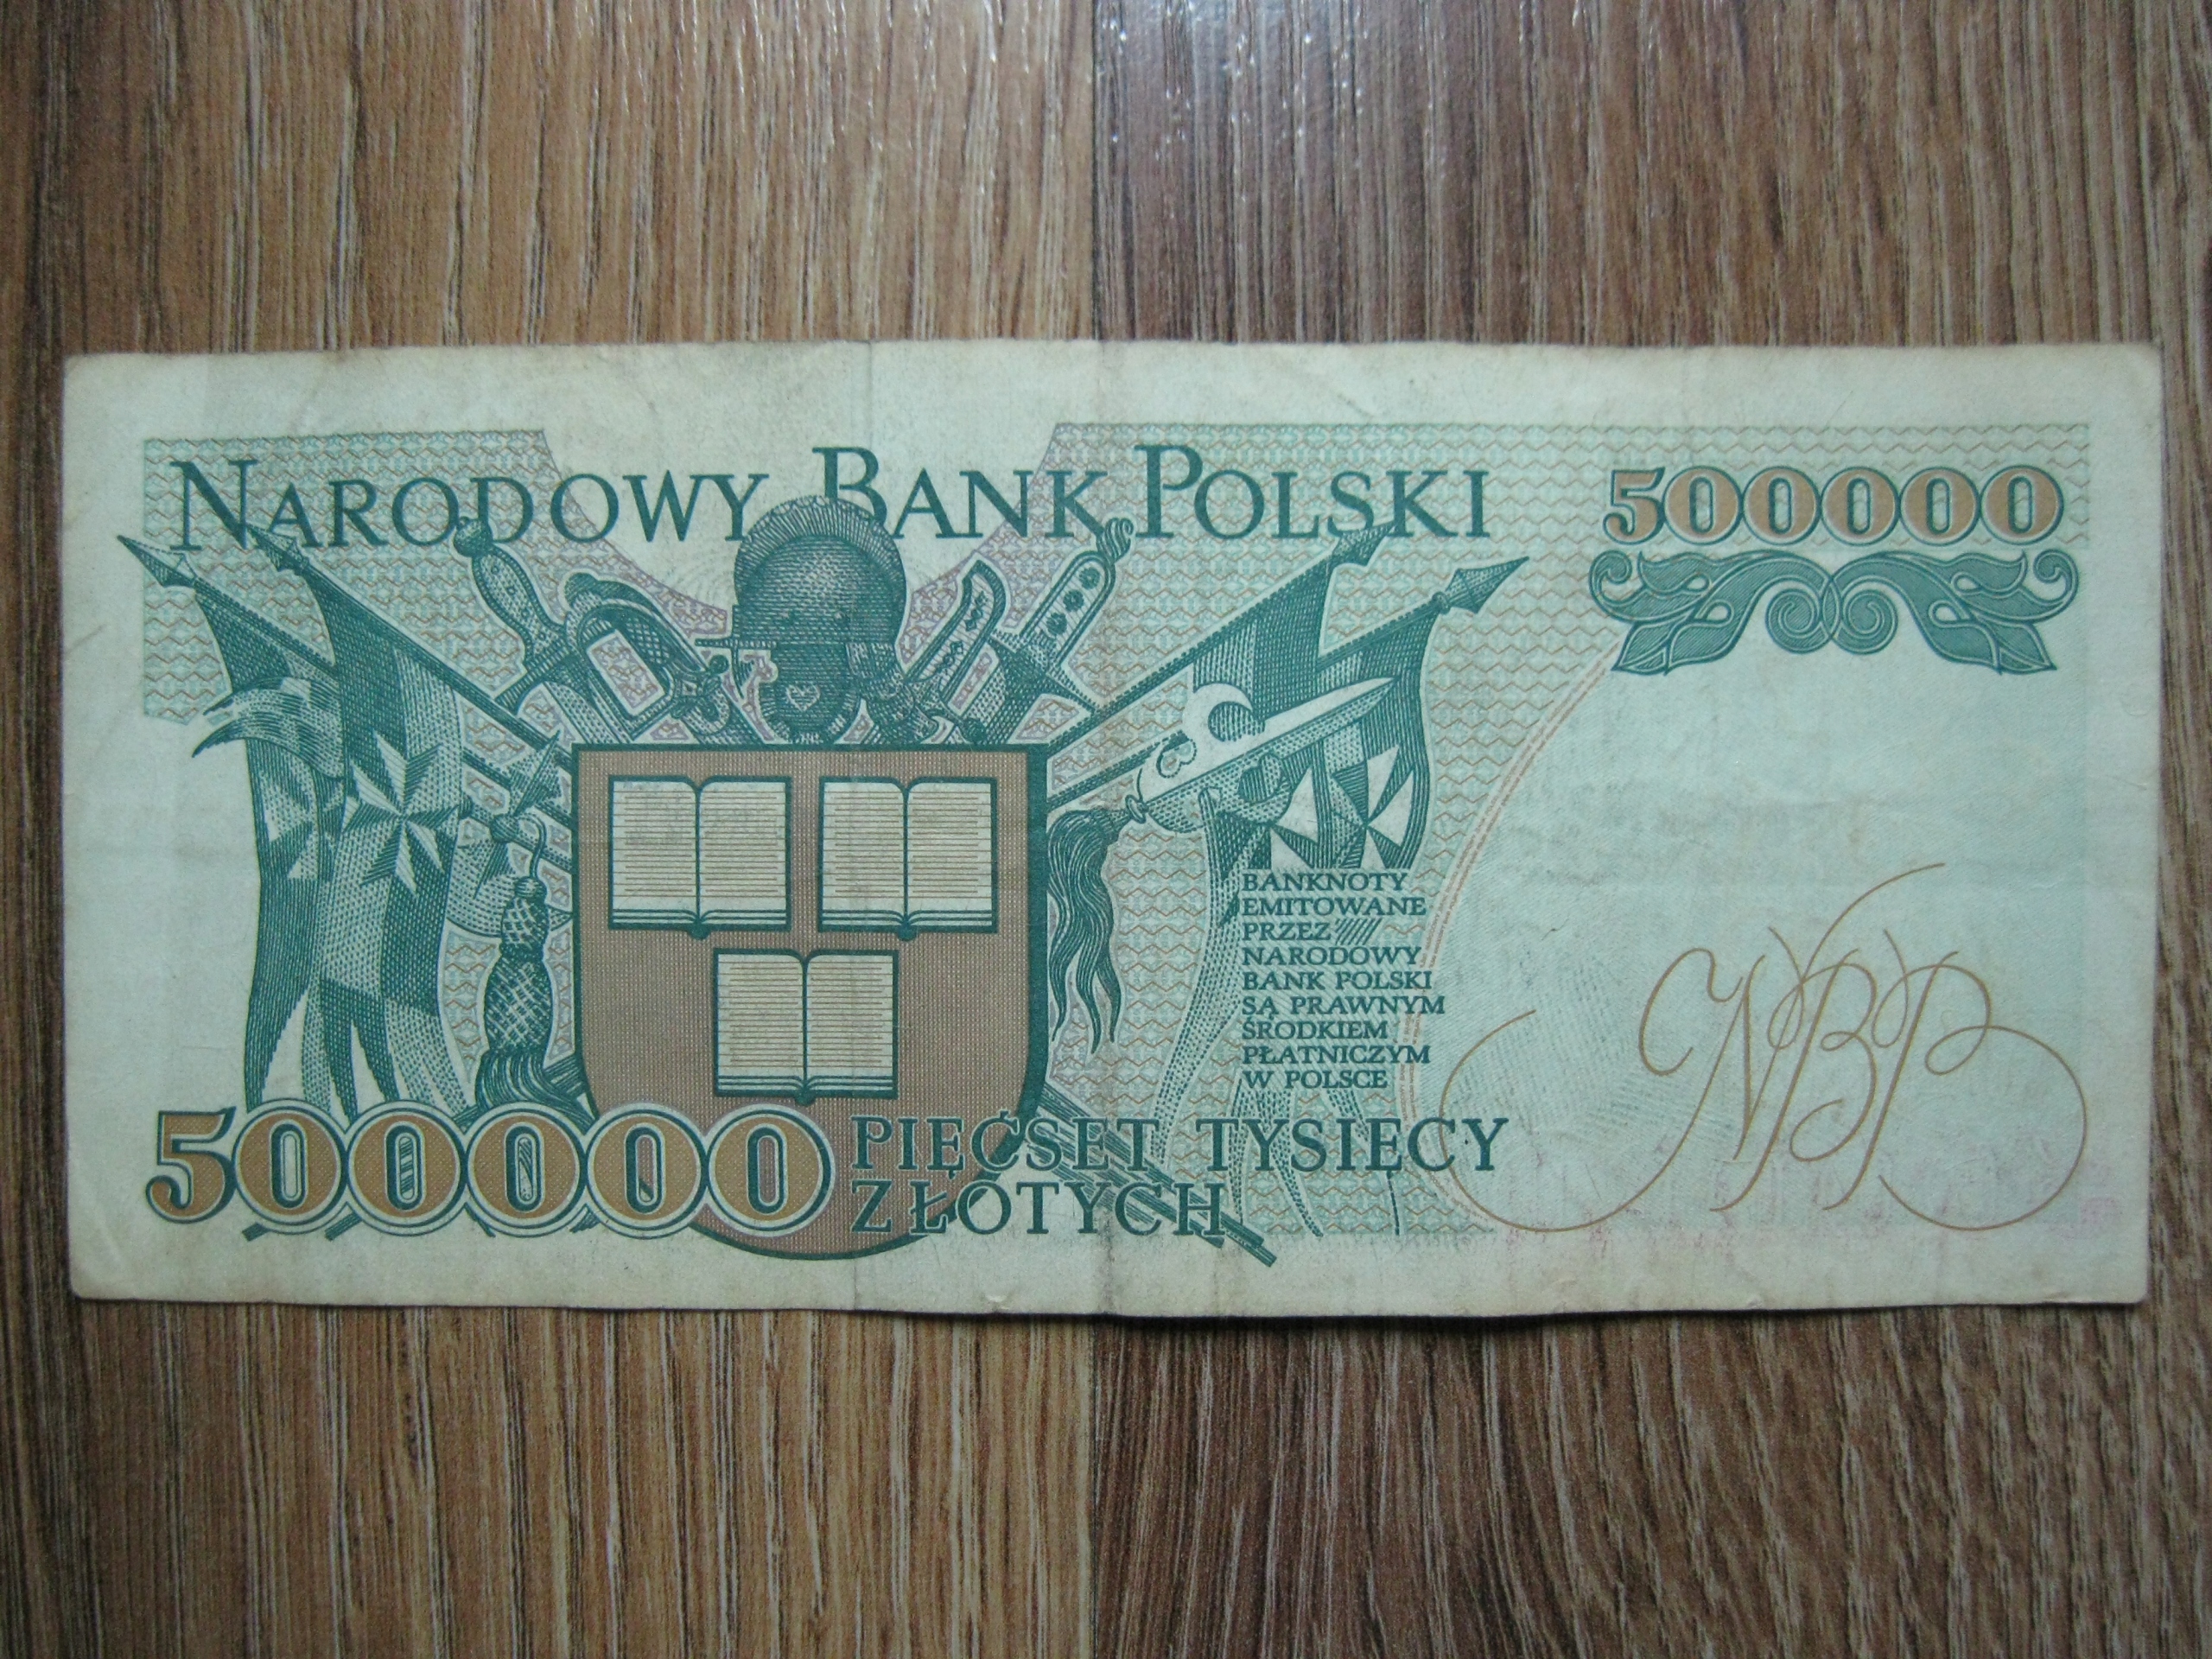 NARODOWY BANK POLSKI
500000
BANKNOTY
EMITOWANE
PRZEZ
NARODOWY
BANK POLSKI
SĄ PRAWNYM
ŚRODKIEM
PŁATNICZYM
W POLSCE
NBP
500000 PIĘĆSET TYSIĘCY
ZŁOTYCH